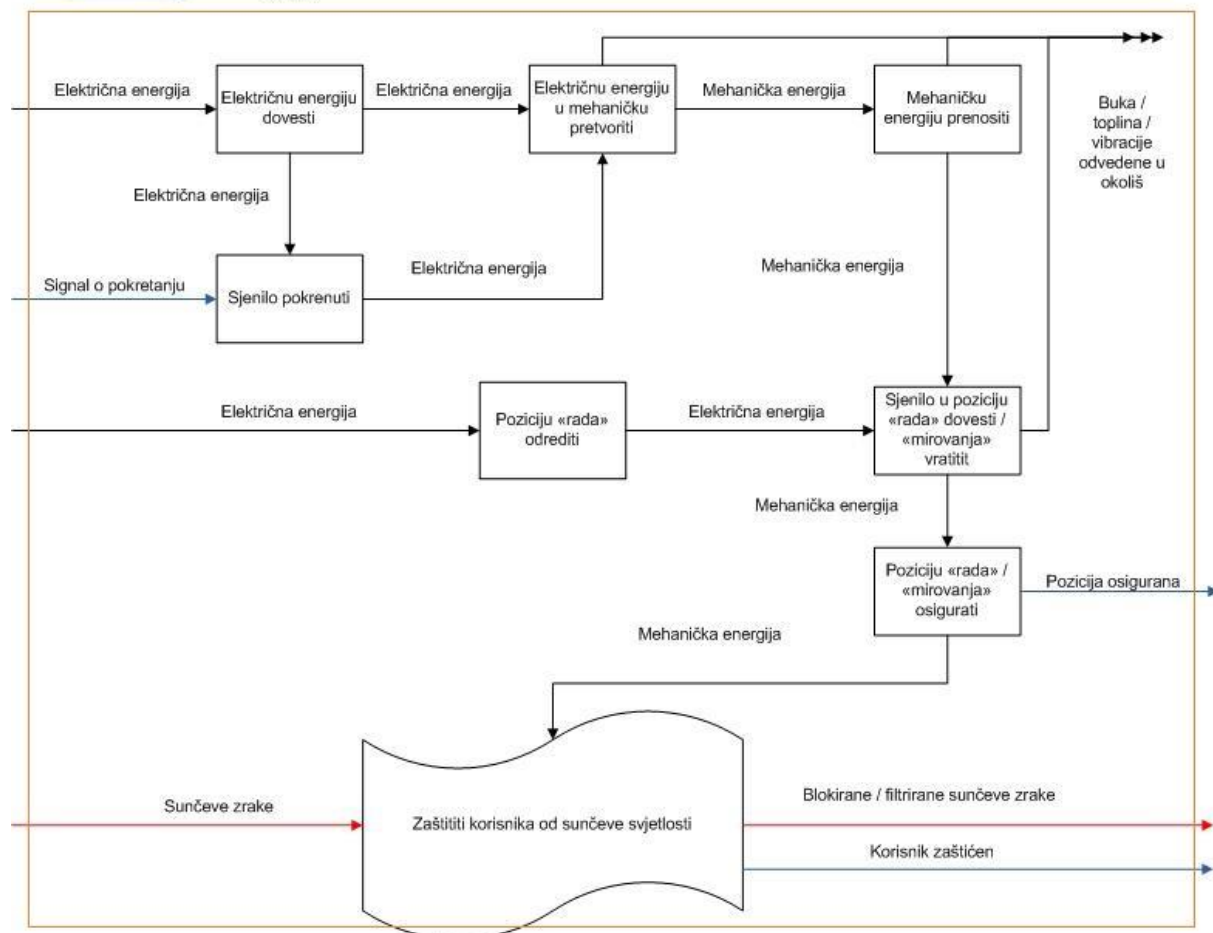 Električna energija
Električnu energiju
dovesti
Električna energija
Električnu energiju
u mehaničku
pretvoriti
Mehanička energija
Mehaničku
energiju prenositi
Buka /
toplina /
vibracije
odvedene u
okoliš
Električna energija
Signal o pokretanju
Sjenilo pokrenuti
Električna energija
Mehanička energija
Električna energija
Poziciju «rada»
odrediti
Električna energija
Sjenilo u poziciju
«rada» dovesti /
«mirovanja»
vratitit
Mehanička energija
Poziciju «rada» /
«mirovanja»
osigurati
Pozicija osigurana
Mehanička energija
Sunčeve zrake
Zaštititi korisnika od sunčeve svjetlosti
Blokirane / filtrirane sunčeve zrake
Korisnik zaštićen